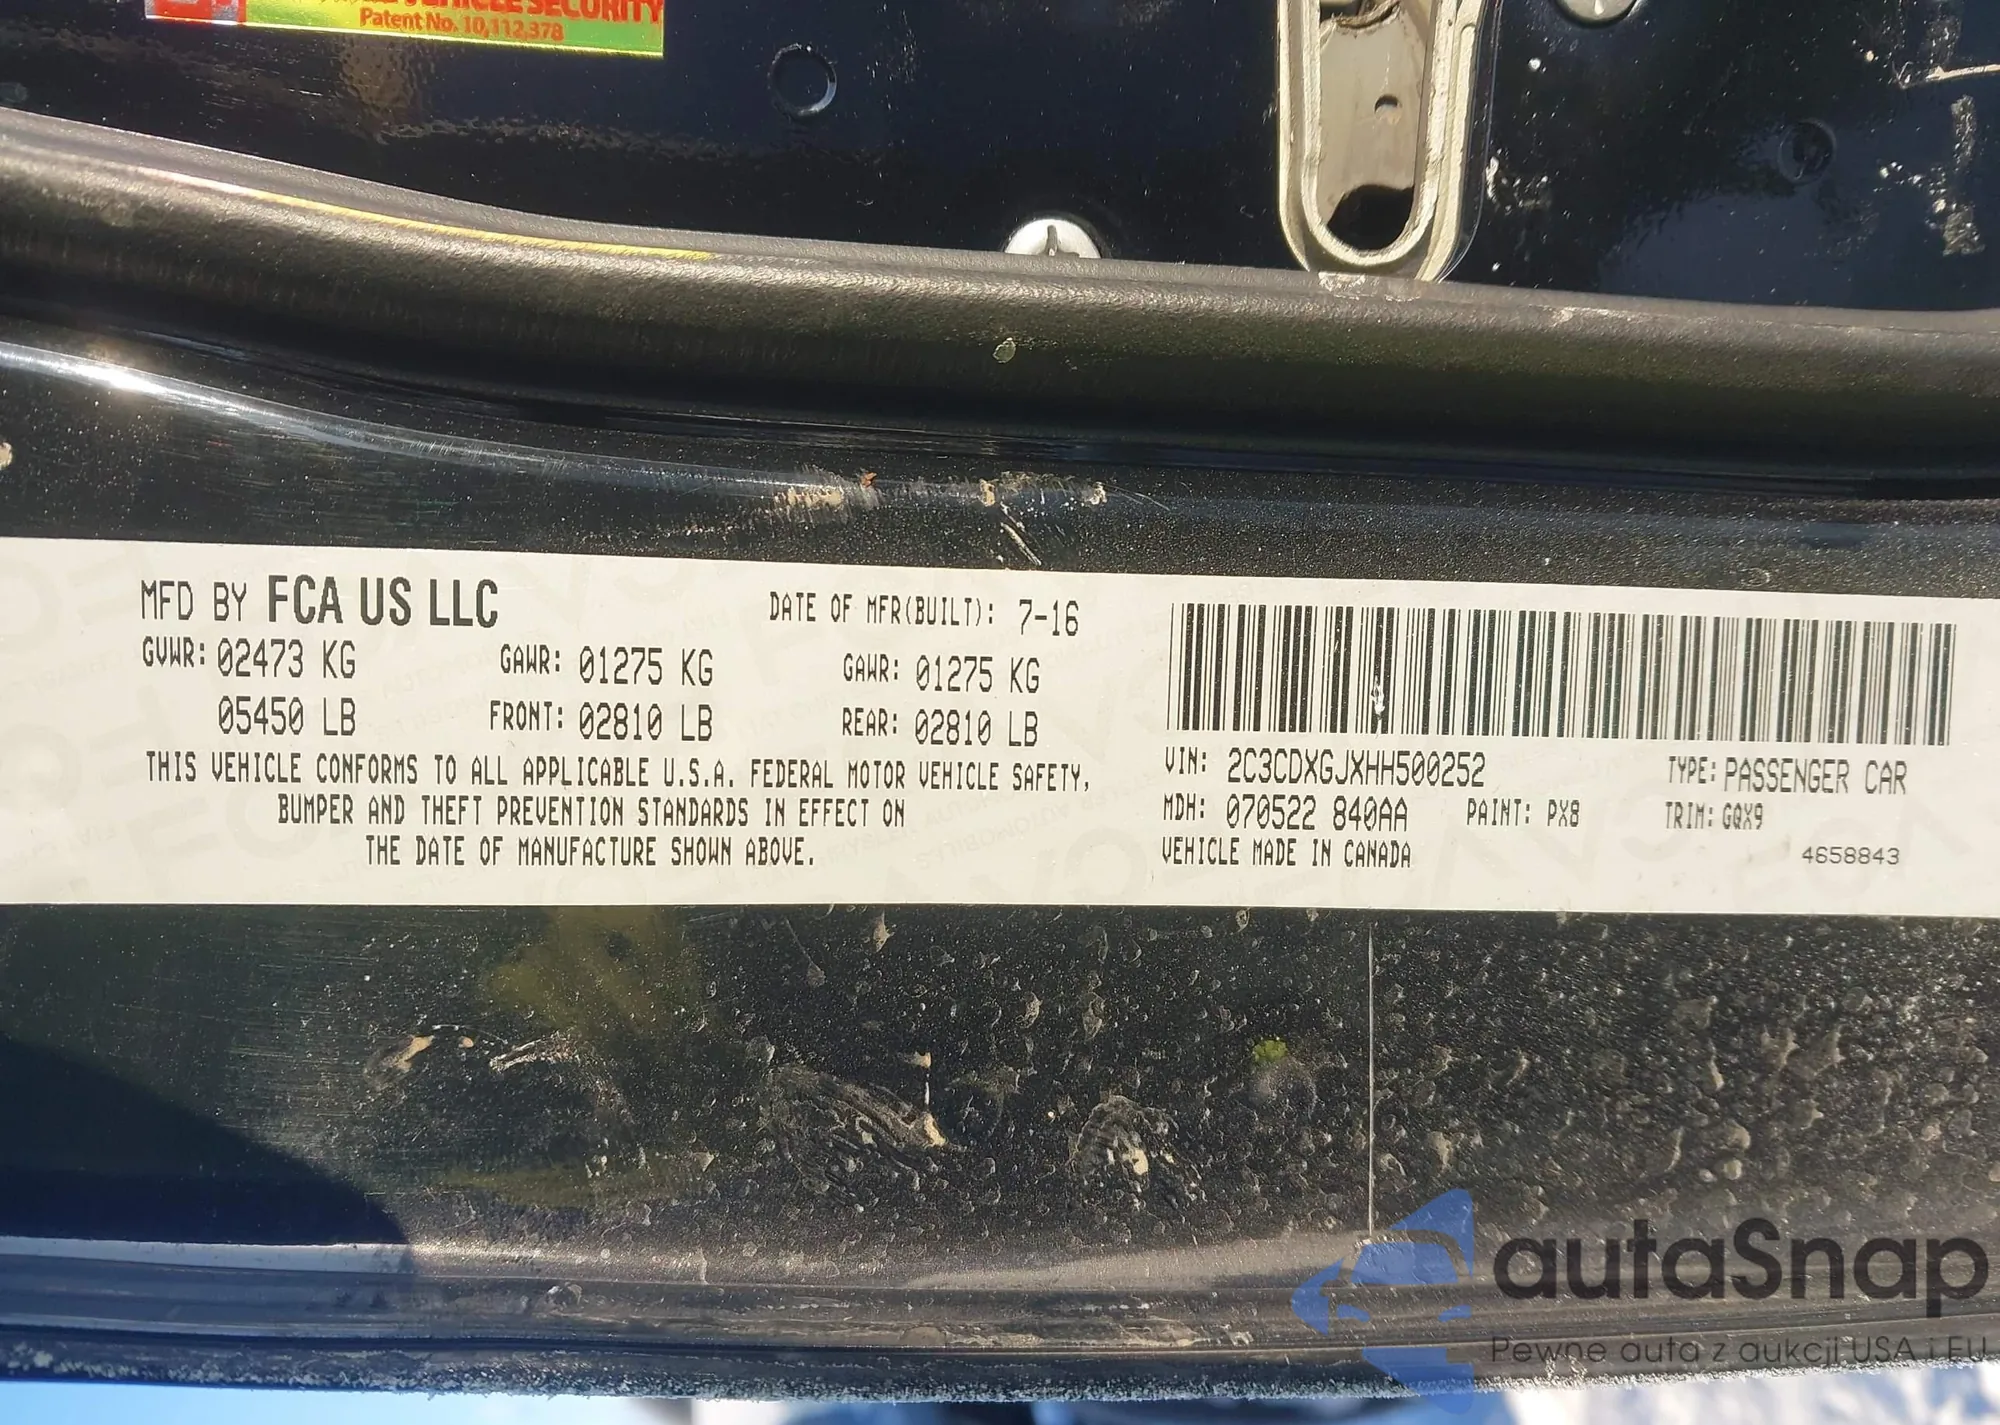 VEHICLE SECURITY
Patent No. 10,112,378
MFD BY FCA US LLC
DATE OF MFR(BUILT): 7-16
GVWR: 02473 KG
GAWR: 01275 KG
GAWR: 01275 KG
05450 LB
FRONT: 02810 LB
REAR: 02810 LB
THIS VEHICLE CONFORMS TO ALL APPLICABLE U.S.A. FEDERAL MOTOR VEHICLE SAFETY,
BUMPER AND THEFT PREVENTION STANDARDS IN EFFECT ON
THE DATE OF MANUFACTURE SHOWN ABOVE.
VIN: 2C3CDXGJXHH500252
TYPE: PASSENGER CAR
MDH: 070522 840AA
PAINT: PX8
TRIM: GQX9
VEHICLE MADE IN CANADA
4658843
autaSnap
Pewne auta z aukcji USA i EU